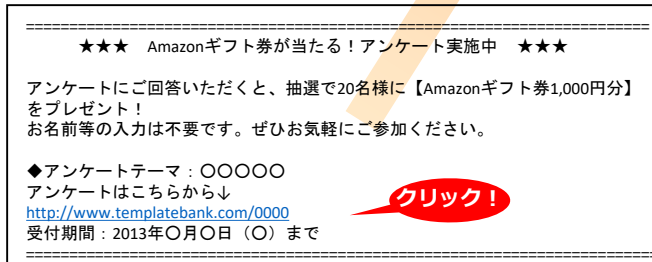 ==========================================================================
★★★　Amazonギフト券が当たる！アンケート実施中　★★★
アンケートにご回答いただくと、抽選で20名様に【Amazonギフト券1,000円分】
をプレゼント！
お名前等の入力は不要です。ぜひお気軽にご参加ください。
◆アンケートテーマ：〇〇〇〇〇
アンケートはこちらから↓
http://www.templatebank.com/0000
クリック！
受付期間：2013年〇月〇日（〇）まで
==========================================================================